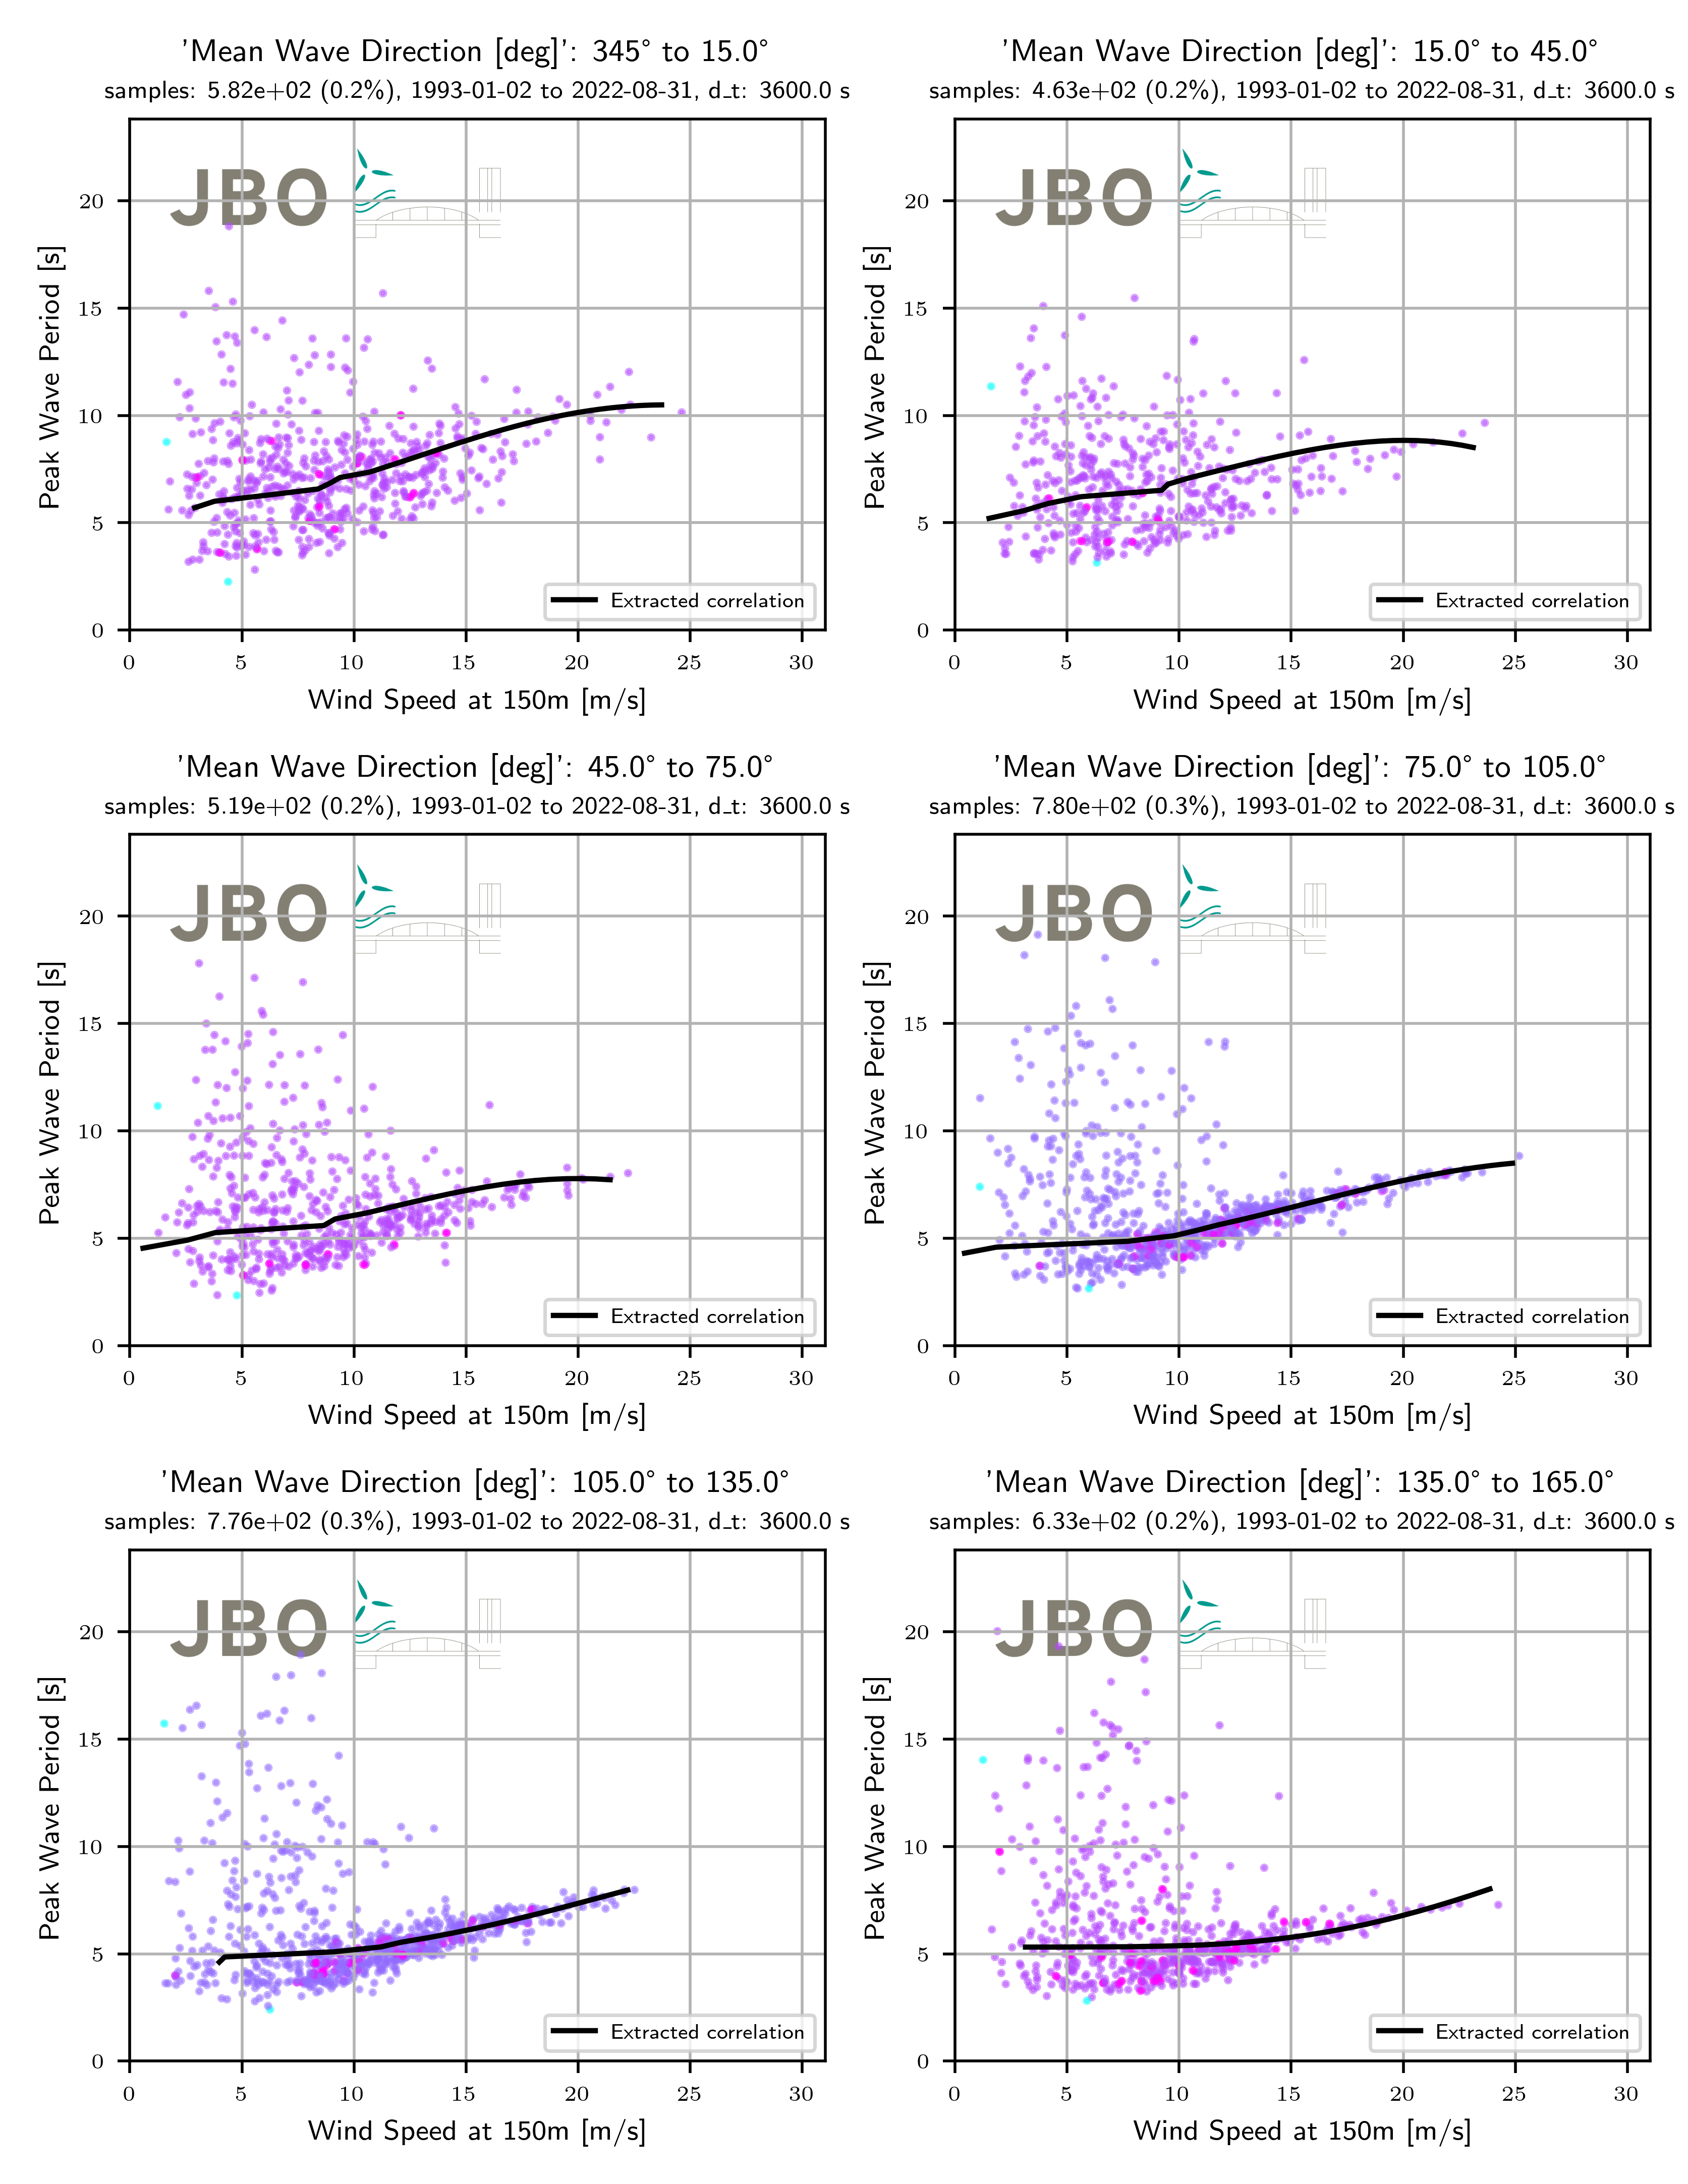 'Mean Wave Direction [deg]': 345° to 15.0°
samples: 5.82e+02 (0.2%), 1993-01-02 to 2022-08-31, d_t: 3600.0 s
JBO
Peak Wave Period [s]
20
15
10
5
0
Extracted correlation
0 5 10 15 20 25 30
Wind Speed at 150m [m/s]
'Mean Wave Direction [deg]': 15.0° to 45.0°
samples: 4.63e+02 (0.2%), 1993-01-02 to 2022-08-31, d_t: 3600.0 s
JBO
Peak Wave Period [s]
20
15
10
5
0
Extracted correlation
0 5 10 15 20 25 30
Wind Speed at 150m [m/s]
'Mean Wave Direction [deg]': 45.0° to 75.0°
samples: 5.19e+02 (0.2%), 1993-01-02 to 2022-08-31, d_t: 3600.0 s
JBO
Peak Wave Period [s]
20
15
10
5
0
Extracted correlation
0 5 10 15 20 25 30
Wind Speed at 150m [m/s]
'Mean Wave Direction [deg]': 75.0° to 105.0°
samples: 7.80e+02 (0.3%), 1993-01-02 to 2022-08-31, d_t: 3600.0 s
JBO
Peak Wave Period [s]
20
15
10
5
0
Extracted correlation
0 5 10 15 20 25 30
Wind Speed at 150m [m/s]
'Mean Wave Direction [deg]': 105.0° to 135.0°
samples: 7.76e+02 (0.3%), 1993-01-02 to 2022-08-31, d_t: 3600.0 s
JBO
Peak Wave Period [s]
20
15
10
5
0
Extracted correlation
0 5 10 15 20 25 30
Wind Speed at 150m [m/s]
'Mean Wave Direction [deg]': 135.0° to 165.0°
samples: 6.33e+02 (0.2%), 1993-01-02 to 2022-08-31, d_t: 3600.0 s
JBO
Peak Wave Period [s]
20
15
10
5
0
Extracted correlation
0 5 10 15 20 25 30
Wind Speed at 150m [m/s]